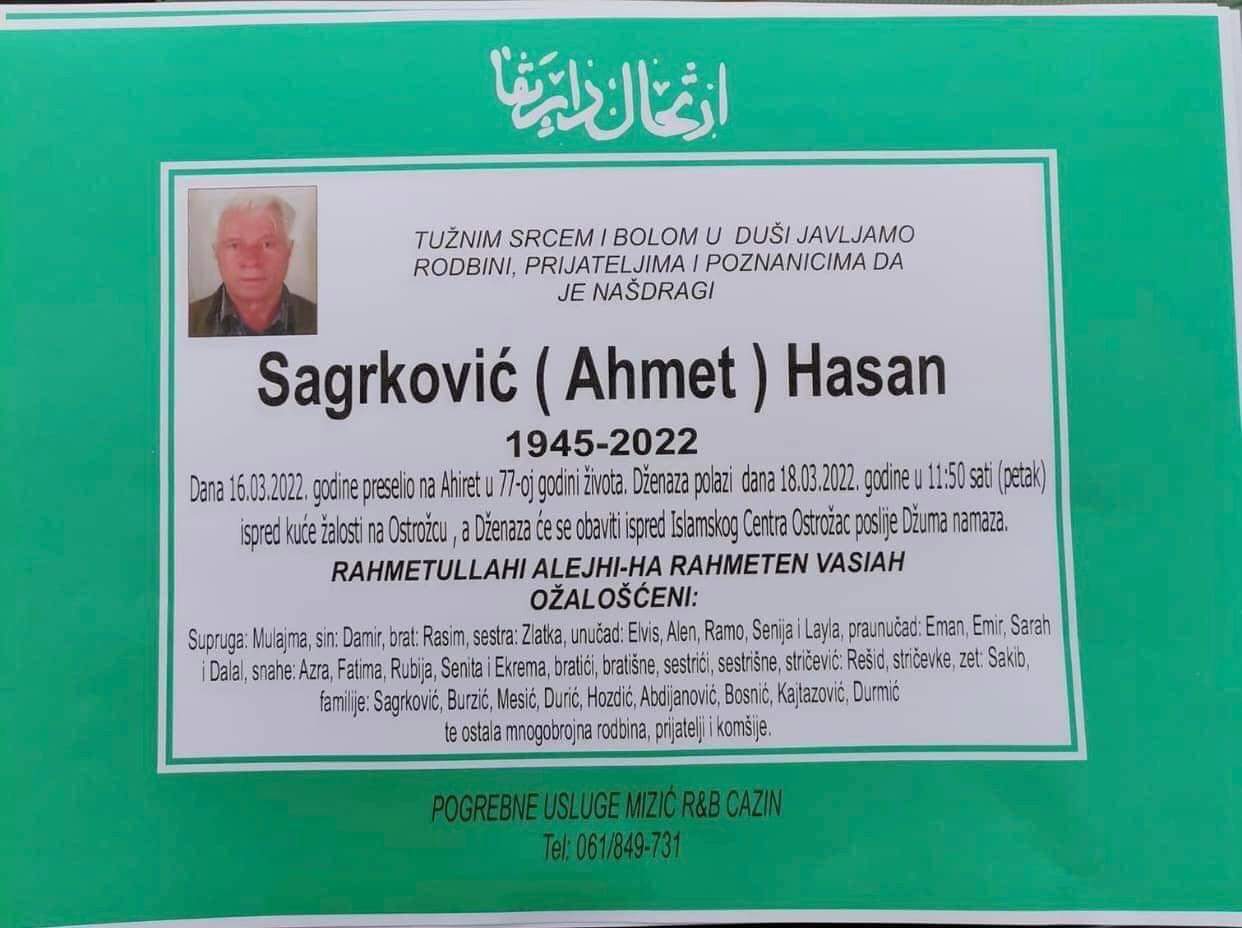 ارتحال دار بقا
TUŽNIM SRCEM I BOLOM U DUŠI JAVLJAMO
RODBINI, PRIJATELJIMA I POZNANICIMA DA
JE NAŠDRAGI
Sagrković ( Ahmet ) Hasan
1945-2022
Dana 16.03.2022. godine preselio na Ahiret u 77-oj godini života. Dženaza polazi dana 18.03.2022. godine u 11:50 sati (petak)
ispred kuće žalosti na Ostrožcu , a Dženaza će se obaviti ispred Islamskog Centra Ostrožac poslije Džuma namaza.
RAHMETULLAHI ALEJHI-HA RAHMETEN VASIAH
OŽALOŠĆENI:
Supruga: Mulajma, sin: Damir, brat: Rasim, sestra: Zlatka, unučad: Elvis, Alen, Ramo, Senija i Layla, praunučad: Eman, Emir, Sarah
i Dalal, snahe: Azra, Fatima, Rubija, Senita i Ekrema, bratići, bratišne, sestrići, sestrišne, stričević: Rešid, stričevke, zet: Sakib,
familije: Sagrković, Burzić, Mesić, Durić, Hozdić, Abdijanović, Bosnić, Kajtazović, Durmić
te ostala mnogobrojna rodbina, prijatelji i komšije.
POGREBNE USLUGE MIZIĆ R&B CAZIN
Tel: 061/849-731